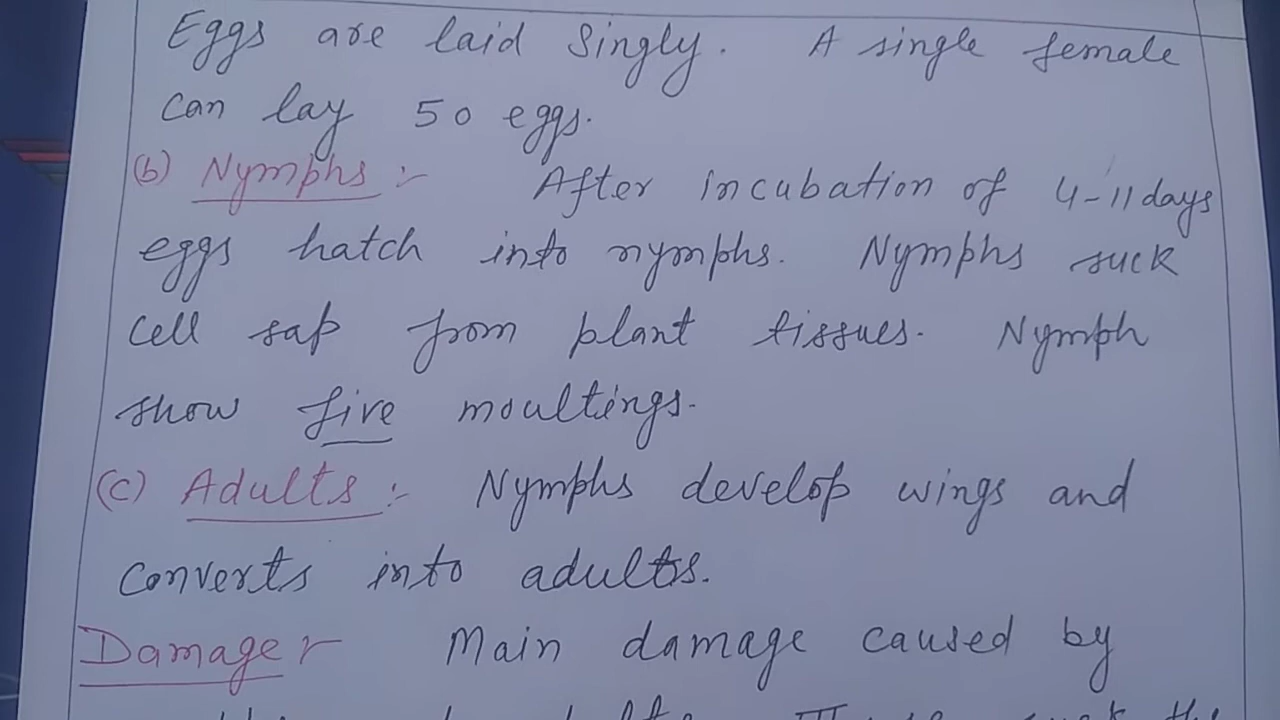 Eggs are laid Singly. A single female
can lay 50 eggs.
(b) Nymphs :- After incubation of 4-11 days
eggs hatch into nymphs. Nymphs suck
cell sap from plant tissues. Nymph
show five moultings.
(c) Adults :- Nymphs develop wings and
converts into adults.
Damage :- Main damage caused by